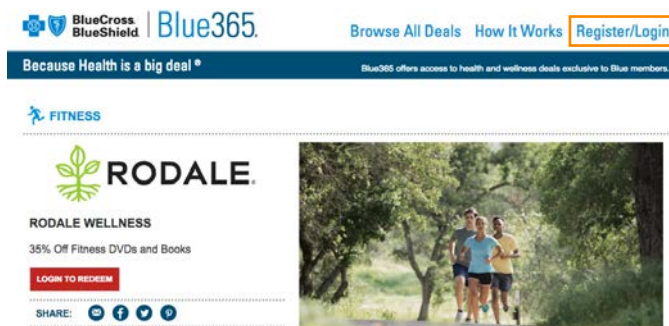 BlueCross BlueShield Blue365.
Browse All Deals How It Works Register/Login
Because Health is a big deal ®
Blue365 offers access to health and wellness deals exclusive to Blue members.
FITNESS
RODALE.
RODALE WELLNESS
35% Off Fitness DVDs and Books
LOGIN TO REDEEM
SHARE: